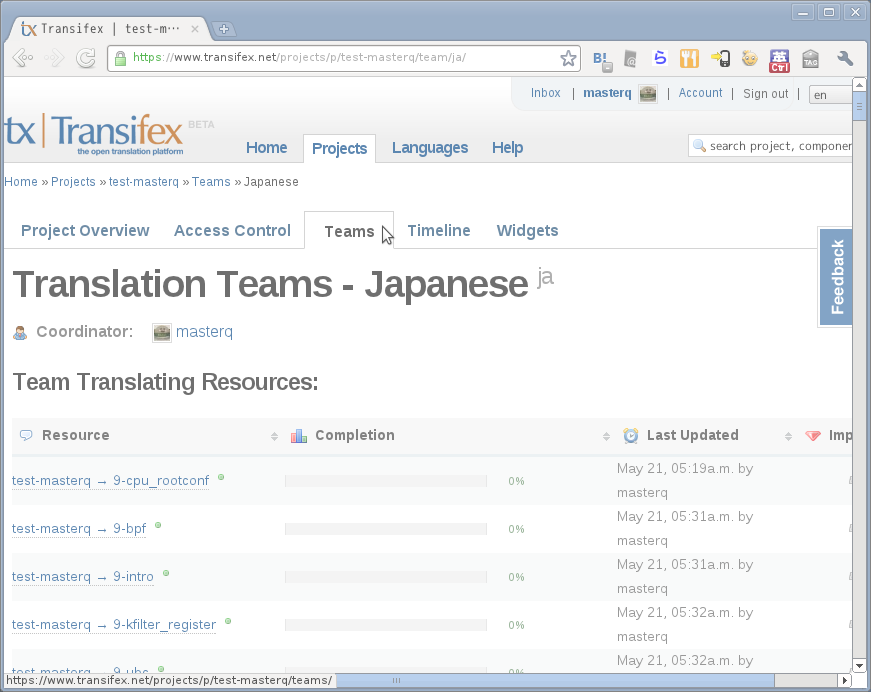 tx Transifex | test-m···
https://www.transifex.net/projects/p/test-masterq/team/ja/
B!
英
Ctrl
TAG
Inbox | masterq | Account | Sign out | en
tx | Transifex BETA
the open translation platform
Home Projects Languages Help
search project, componen
Home » Projects » test-masterq » Teams » Japanese
Project Overview Access Control Teams Timeline Widgets
Feedback
Translation Teams - Japanese ja
Coordinator: masterq
Team Translating Resources:
Resource Completion Last Updated Imp
test-masterq → 9-cpu_rootconf 0% May 21, 05:19a.m. by
masterq
test-masterq → 9-bpf 0% May 21, 05:31a.m. by
masterq
test-masterq → 9-intro 0% May 21, 05:31a.m. by
masterq
test-masterq → 9-kfilter_register 0% May 21, 05:32a.m. by
masterq
test-masterq → 9-ubc 0% May 21, 05:32a.m. by
https://www.transifex.net/projects/p/test-masterq/teams/